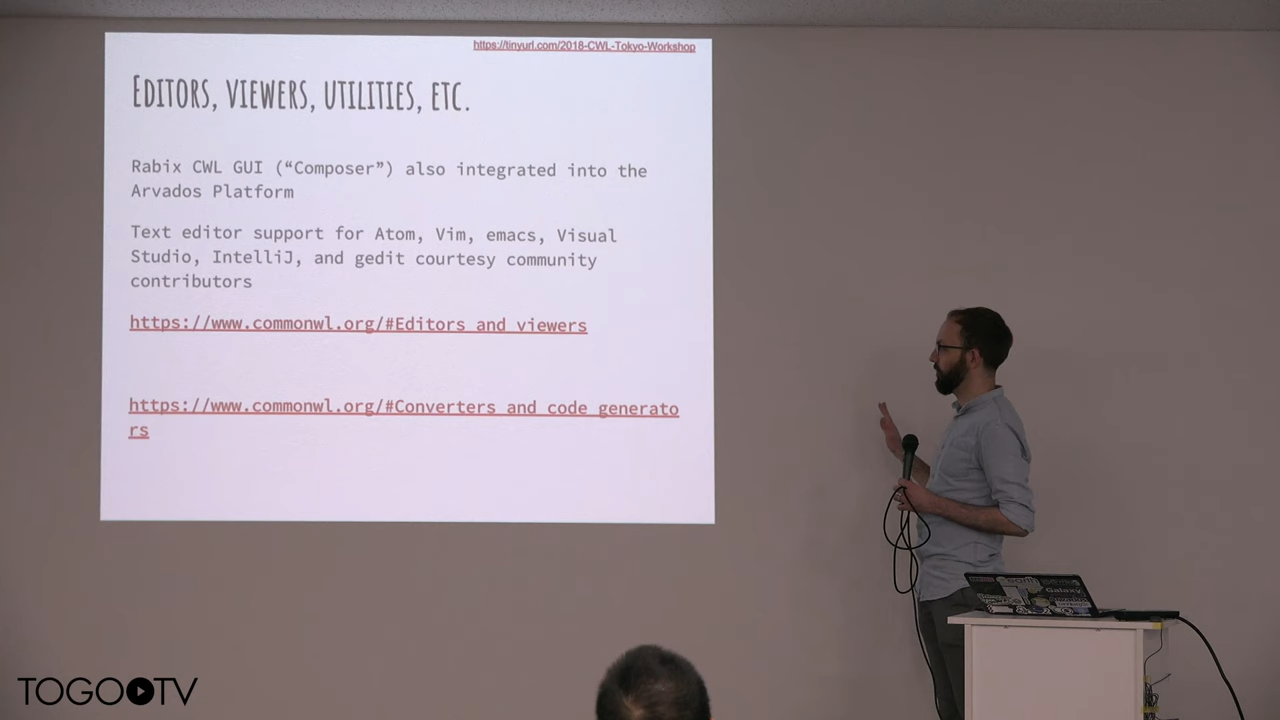 https://tinyurl.com/2018-CWL-Tokyo-Workshop
Editors, viewers, utilities, etc.
Rabix CWL GUI (“Composer”) also integrated into the
Arvados Platform
Text editor support for Atom, Vim, emacs, Visual
Studio, IntelliJ, and gedit courtesy community
contributors
https://www.commonwl.org/#Editors_and_viewers
https://www.commonwl.org/#Converters_and_code_generato
rs
Galaxy
TOGOTV